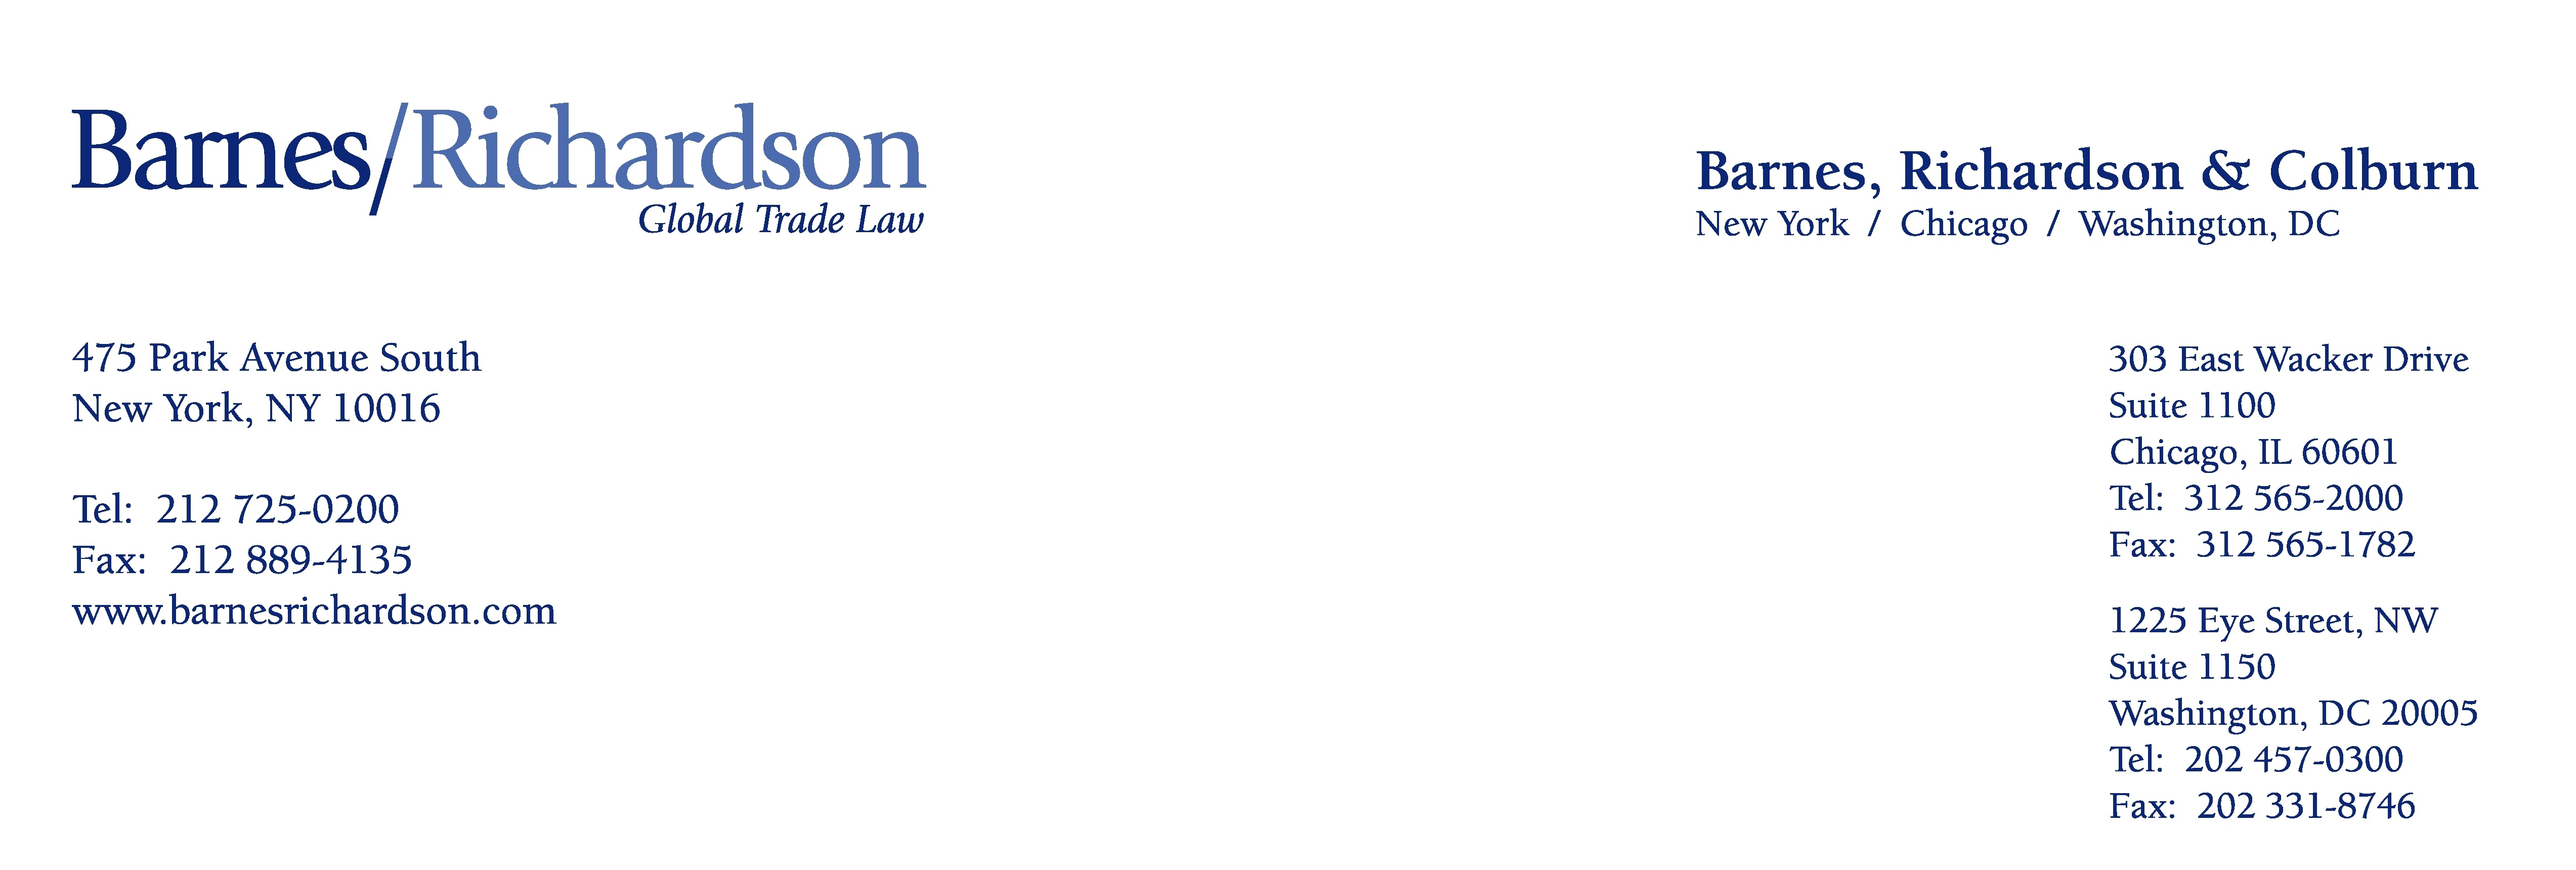 Barnes/Richardson
Global Trade Law
Barnes, Richardson & Colburn
New York / Chicago / Washington, DC
475 Park Avenue South
New York, NY 10016
Tel: 212 725-0200
Fax: 212 889-4135
www.barnesrichardson.com
303 East Wacker Drive
Suite 1100
Chicago, IL 60601
Tel: 312 565-2000
Fax: 312 565-1782
1225 Eye Street, NW
Suite 1150
Washington, DC 20005
Tel: 202 457-0300
Fax: 202 331-8746